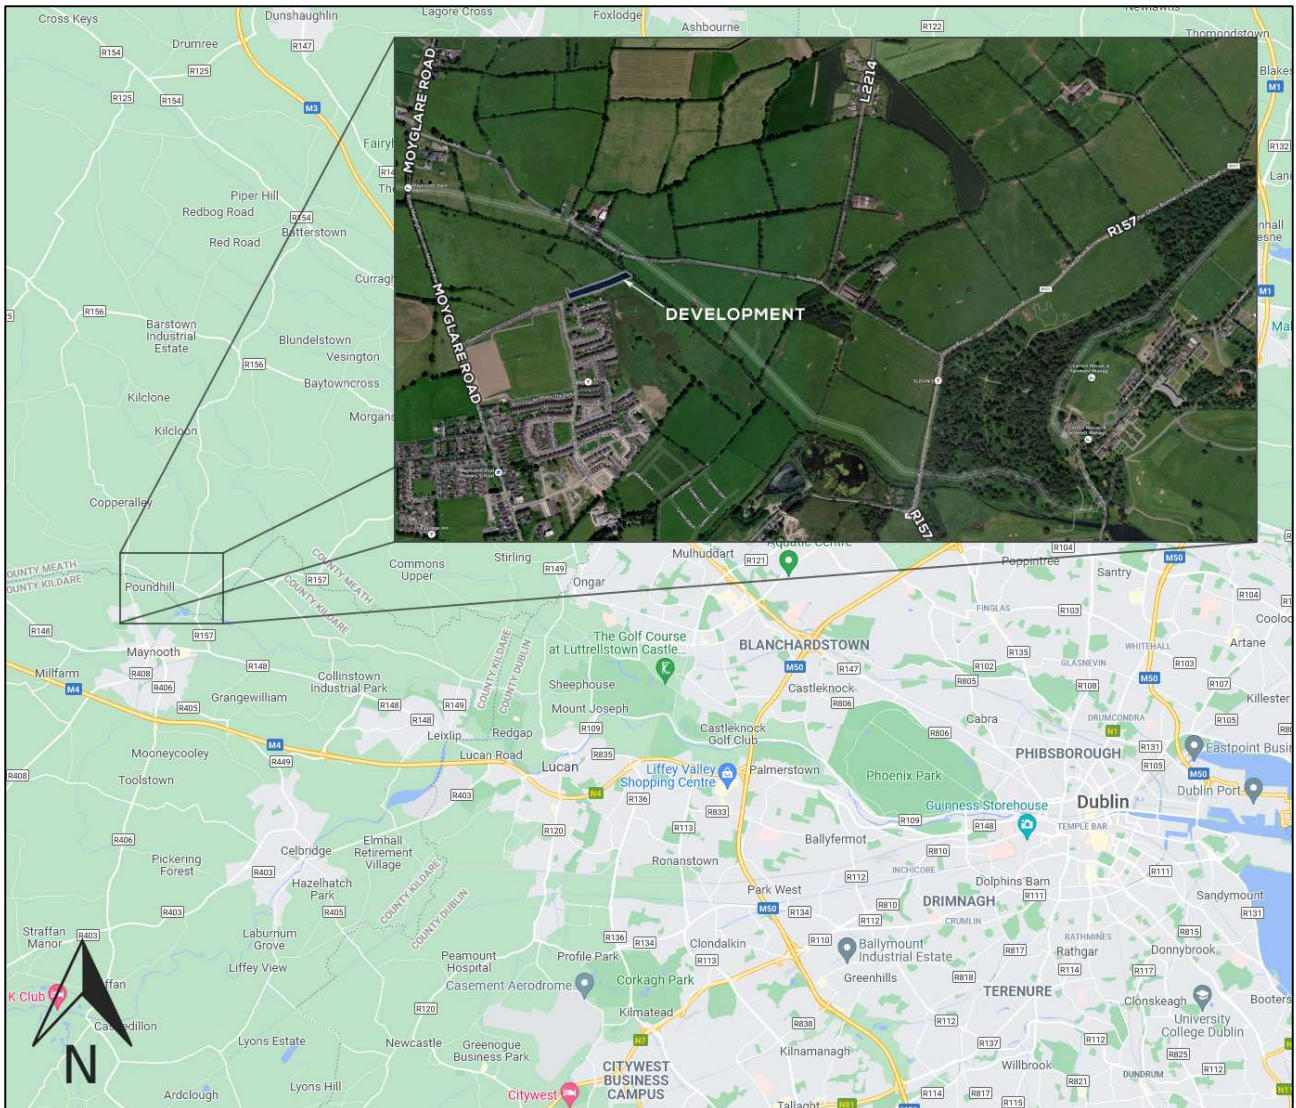 Cross Keys
Dunshaughlin
Lagore Cross
Foxlodge
Ashbourne
R122
Thomondstown
Drumree
R147
R154
R125
R125
R154
M3
M1
R132
Piper Hill
Redbog Road
R154
Batterstown
Red Road
R156
Barstown
Industrial
Estate
Blundelstown
Vesington
R156
Baytowncross
Kilclone
Kilcloon
Copperalley
MOYGLARE ROAD
L2214
R157
DEVELOPMENT
MOYGLARE ROAD
R157
M1
COUNTY MEATH
COUNTY KILDARE
Poundhill
COUNTY MEATH
COUNTY KILDARE
R157
Commons
Upper
Stirling
R149
Ongar
Mulhuddart
R121
Aquatic Centre
Poppintree
R104
M50
Santry
R104
R148
R157
Maynooth
R148
R408
R406
Millfarm
M4
R405
Grangewilliam
Collinstown
Industrial Park
R148
R149
R148
Leixlip
COUNTY KILDARE
COUNTY DUBLIN
The Golf Course
at Luttrellstown Castle...
Sheephouse
Mount Joseph
Redgap
R109
BLANCHARDSTOWN
M50
R147
Castleknock
R806
FINGLAS
R103
R135
R102
R805
GLASNEVIN
R108
WHITEHALL
Artane
R103
M50
R107
Killester
R105
Mooneycooley
M4
R449
Lucan Road
R835
Lucan
Castleknock
Golf Club
Cabra
R806
DRUMCONDRA
N1
PHIBSBOROUGH
R131
R105
M50
R408
Toolstown
R403
N4
Liffey Valley
Shopping Centre
Palmerstown
R136
R833
Phoenix Park
Dublin Port
Guinness Storehouse
Dublin
R109
R148
TEMPLE BAR
R406
Pickering
Forest
Celbridge
R403
Elmhall
Retirement
Village
R120
R113
Ballyfermot
R810
Ronanstown
INCHICORE
R112
Dolphins Barn
R111
R111
Hazelhatch
Park
R403
R405
COUNTY KILDARE
COUNTY DUBLIN
Park West
M50
R134
R810
R112
DRIMNAGH
CRUMLIN
Sandymount
R131
Straffan
Manor
R403
Laburnum
Grove
Liffey View
Peamount
Hospital
R136
R134
Profile Park
Clondalkin
R113
R110
Ballymount
Industrial Estate
R817
RATHMINES
Rathgar
R815
Donnybrook
R114
R117
Casement Aerodrome
Corkagh Park
Greenhills
R818
TERENURE
Clonskeagh
K Club
R120
Kilmatead
R838
R112
University
College Dublin
Lyons Estate
Newcastle
Greenogue
Business Park
N7
Kilnamanagh
R137
R112
R825
Willbrook
R112
DUNDRUM
N
Ardclough
Lyons Hill
Citywest
CITYWEST
BUSINESS
CAMPUS
Tallaght
N81
R114
R817
R821
R115